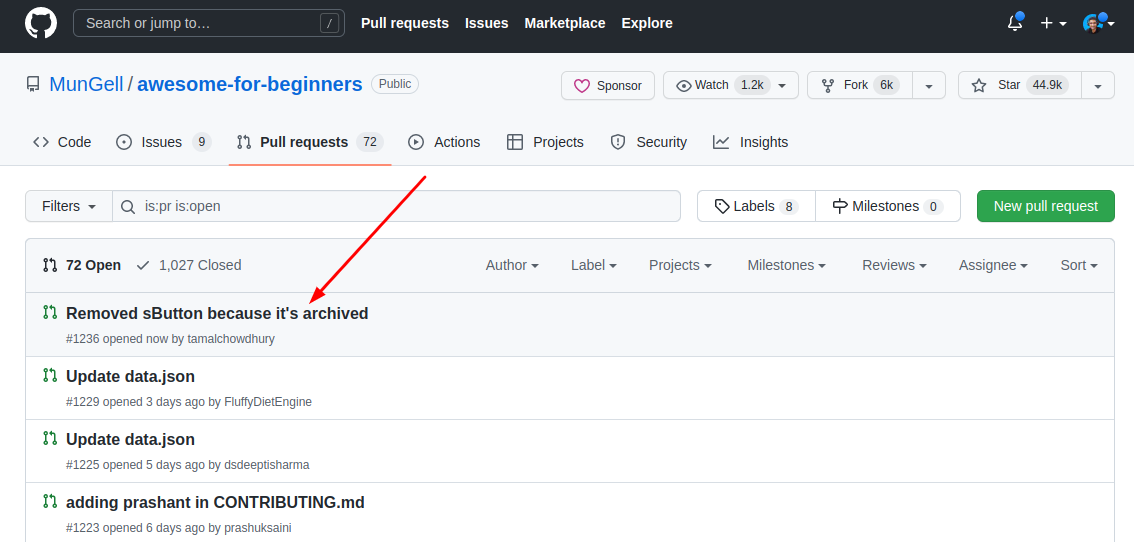 Search or jump to… /
Pull requests Issues Marketplace Explore
MunGell / awesome-for-beginners Public
Sponsor Watch 1.2k Fork 6k Star 44.9k
Code Issues 9 Pull requests 72 Actions Projects Security Insights
Filters is:pr is:open Labels 8 Milestones 0 New pull request
72 Open 1,027 Closed Author Label Projects Milestones Reviews Assignee Sort
Removed sButton because it's archived
#1236 opened now by tamalchowdhury
Update data.json
#1229 opened 3 days ago by FluffyDietEngine
Update data.json
#1225 opened 5 days ago by dsdeeptisharma
adding prashant in CONTRIBUTING.md
#1223 opened 6 days ago by prashuksaini